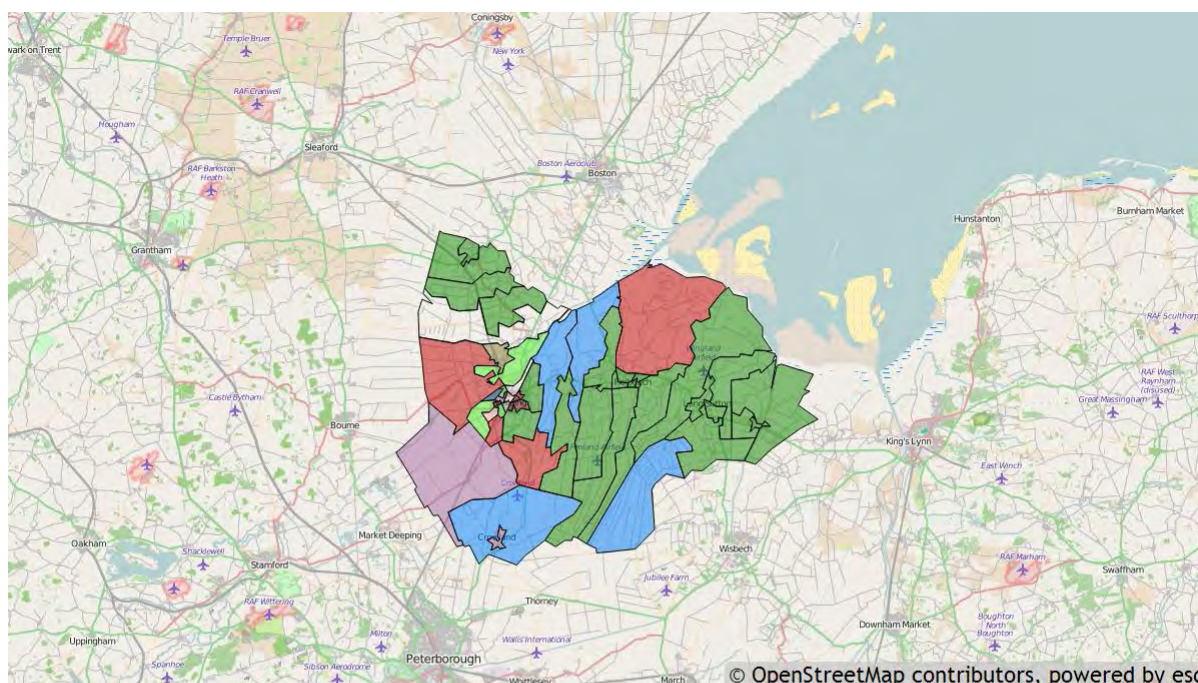 Coningsby
Temple Bruer
wark on Trent
New York
RAF Cranwell
Hougham
Sleaford
Boston Aeroclub
RAF Barkston
Heath
Boston
Hunstanton
Burnham Market
Grantham
RAF Sculthorp
RAF West
Raynham
(disused)
Great Massingham
Castle Bytham
Bourne
King's Lynn
East Winch
Market Deeping
Oakham
Shacklewell
Stamford
Wisbech
RAF Marham
Swaffham
Jubilee Farm
RAF Wittering
Thorney
Boughton
North
Boughton
Downham Market
Uppingham
Milton
Wallis International
Peterborough
Spanhoe
Sibson Aerodrome
Whittlesey
March
© OpenStreetMap contributors, powered by esr